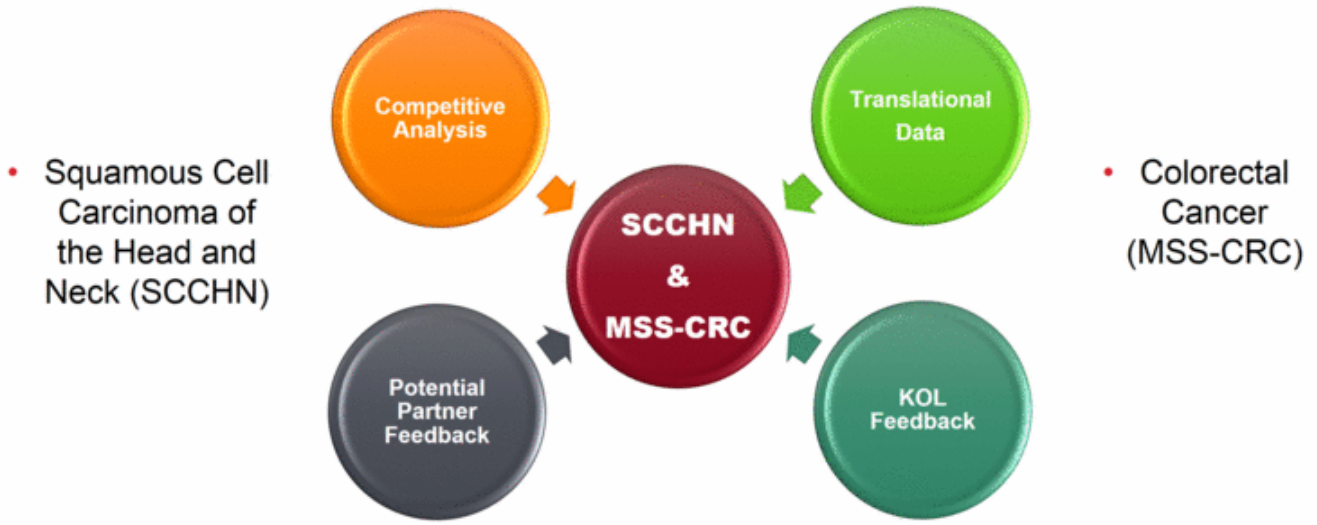 • Squamous Cell
Carcinoma of
the Head and
Neck (SCCHN)
Competitive
Analysis
Translational
Data
SCCHN
&
MSS-CRC
Potential
Partner
Feedback
KOL
Feedback
• Colorectal
Cancer
(MSS-CRC)